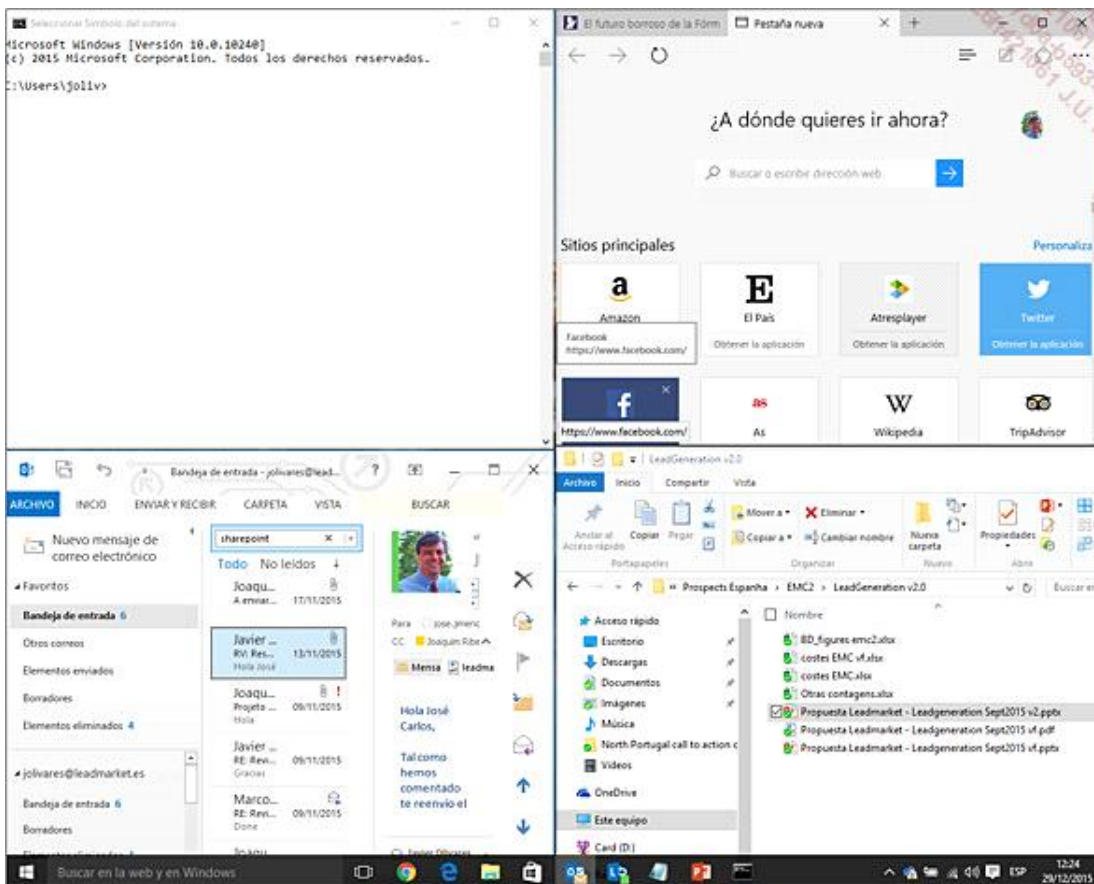 Seleccionar Símbolo del sistema
Microsoft Windows [Versión 10.0.10240]
(c) 2015 Microsoft Corporation. Todos los derechos reservados.
C:\Users\joliv>
El futuro borroso de la Fórm
Pestaña nueva
¿A dónde quieres ir ahora?
Buscar o escribir dirección web
Sitios principales
Personaliza
Amazon
El País
Atresplayer
Twitter
Obtener la aplicación
Obtener la aplicación
Obtener la aplicación
Facebook
https://www.facebook.com/
https://www.facebook.com/
As
Wikipedia
TripAdvisor
Bandeja de entrada - jolivares@lead...
ARCHIVO INICIO ENVIAR Y RECIBIR CARPETA VISTA BUSCAR
Nuevo mensaje de
correo electrónico
Favoritos
Bandeja de entrada 6
Otros correos
Elementos enviados
Borradores
Elementos eliminados 4
jolivares@leadmarket.es
Bandeja de entrada 6
Borradores
sharepoint
Todo No leídos
Joaqu...
A enviar... 17/11/2015
Javier ...
RV: Res... 13/11/2015
Hola José
Joaqu...
Projeto ... 09/11/2015
Hola
Javier ...
RE: Revi... 09/11/2015
Gracias
Marco...
RE: Revi... 09/11/2015
Done
Joaqu
Para jose.jmenc
CC Joaquim Ribe
Mensa leadma
Hola José
Carlos,
Tal como
hemos
comentado
te reenvío el
Javier Olivares
LeadGeneration v2.0
Archivo Inicio Compartir Vista
Anclar al
Acceso rápido
Copiar
Pegar
Mover a
Copiar a
Eliminar
Cambiar nombre
Nueva
carpeta
Propiedades
Portapapeles
Organizar
Nuevo
Abrir
Prospects Espanha EMC2 LeadGeneration v2.0
Buscar en
Acceso rápido
Escritorio
Descargas
Documentos
Imágenes
Música
North Portugal call to action c
Vídeos
OneDrive
Este equipo
Card (D:)
Nombre
BD_figures emc2.xlsx
costes EMC vf.xlsx
costes EMC.xlsx
Otras contagens.xlsx
Propuesta Leadmarket - Leadgeneration Sept2015 v2.pptx
Propuesta Leadmarket - Leadgeneration Sept2015 vf.pdf
Propuesta Leadmarket - Leadgeneration Sept2015 vf.pptx
Buscar en la web y en Windows
ESP
12:24
29/12/2015